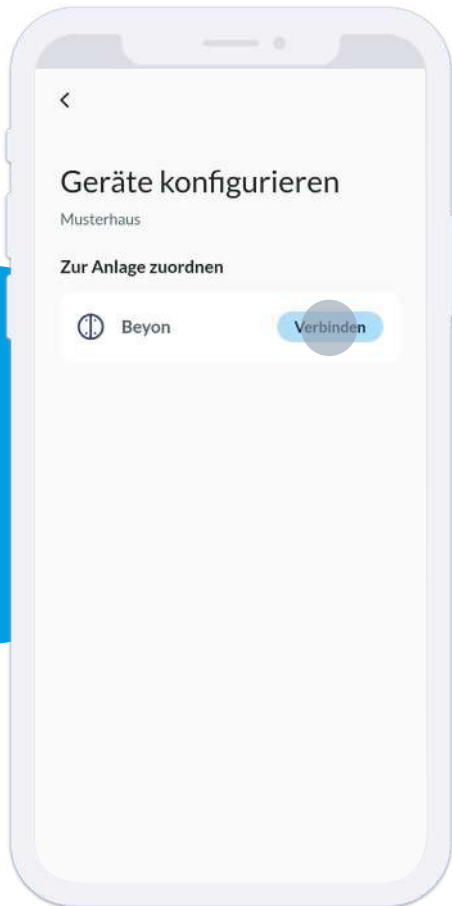 Geräte konfigurieren
Musterhaus
Zur Anlage zuordnen
Beyon Verbinden